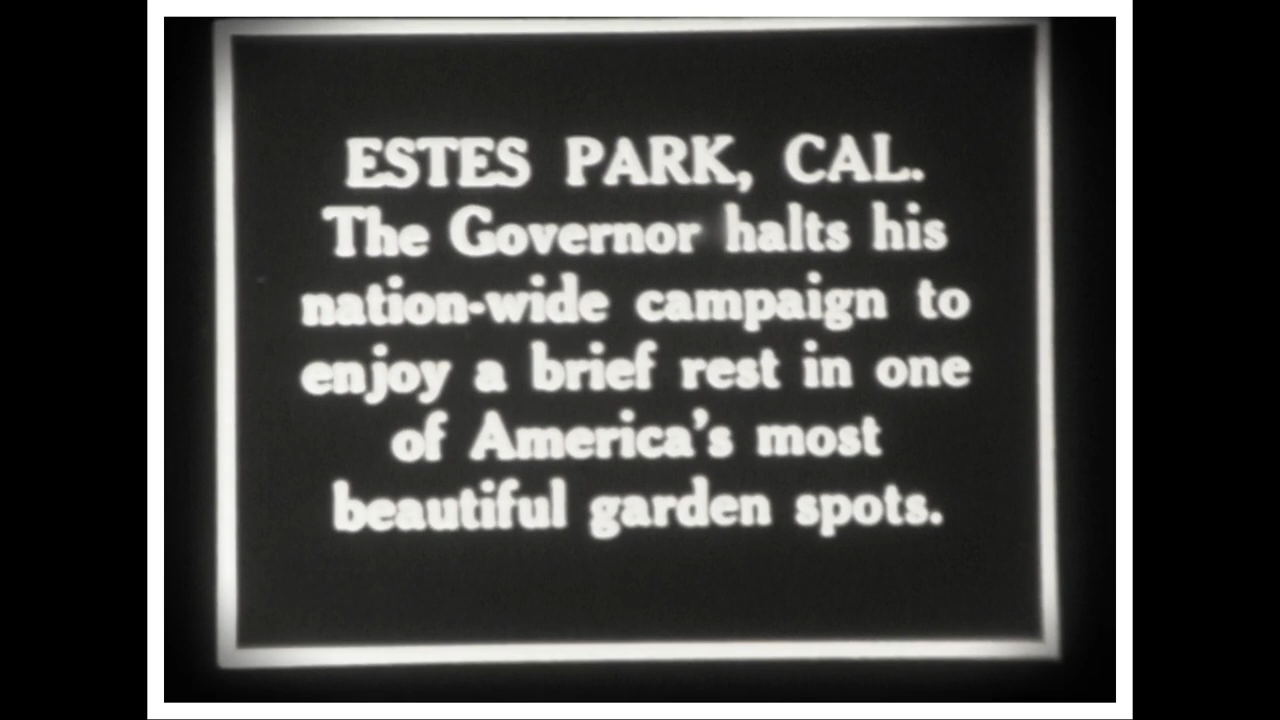 ESTES PARK, CAL.
The Governor halts his
nation-wide campaign to
enjoy a brief rest in one
of America's most
beautiful garden spots.